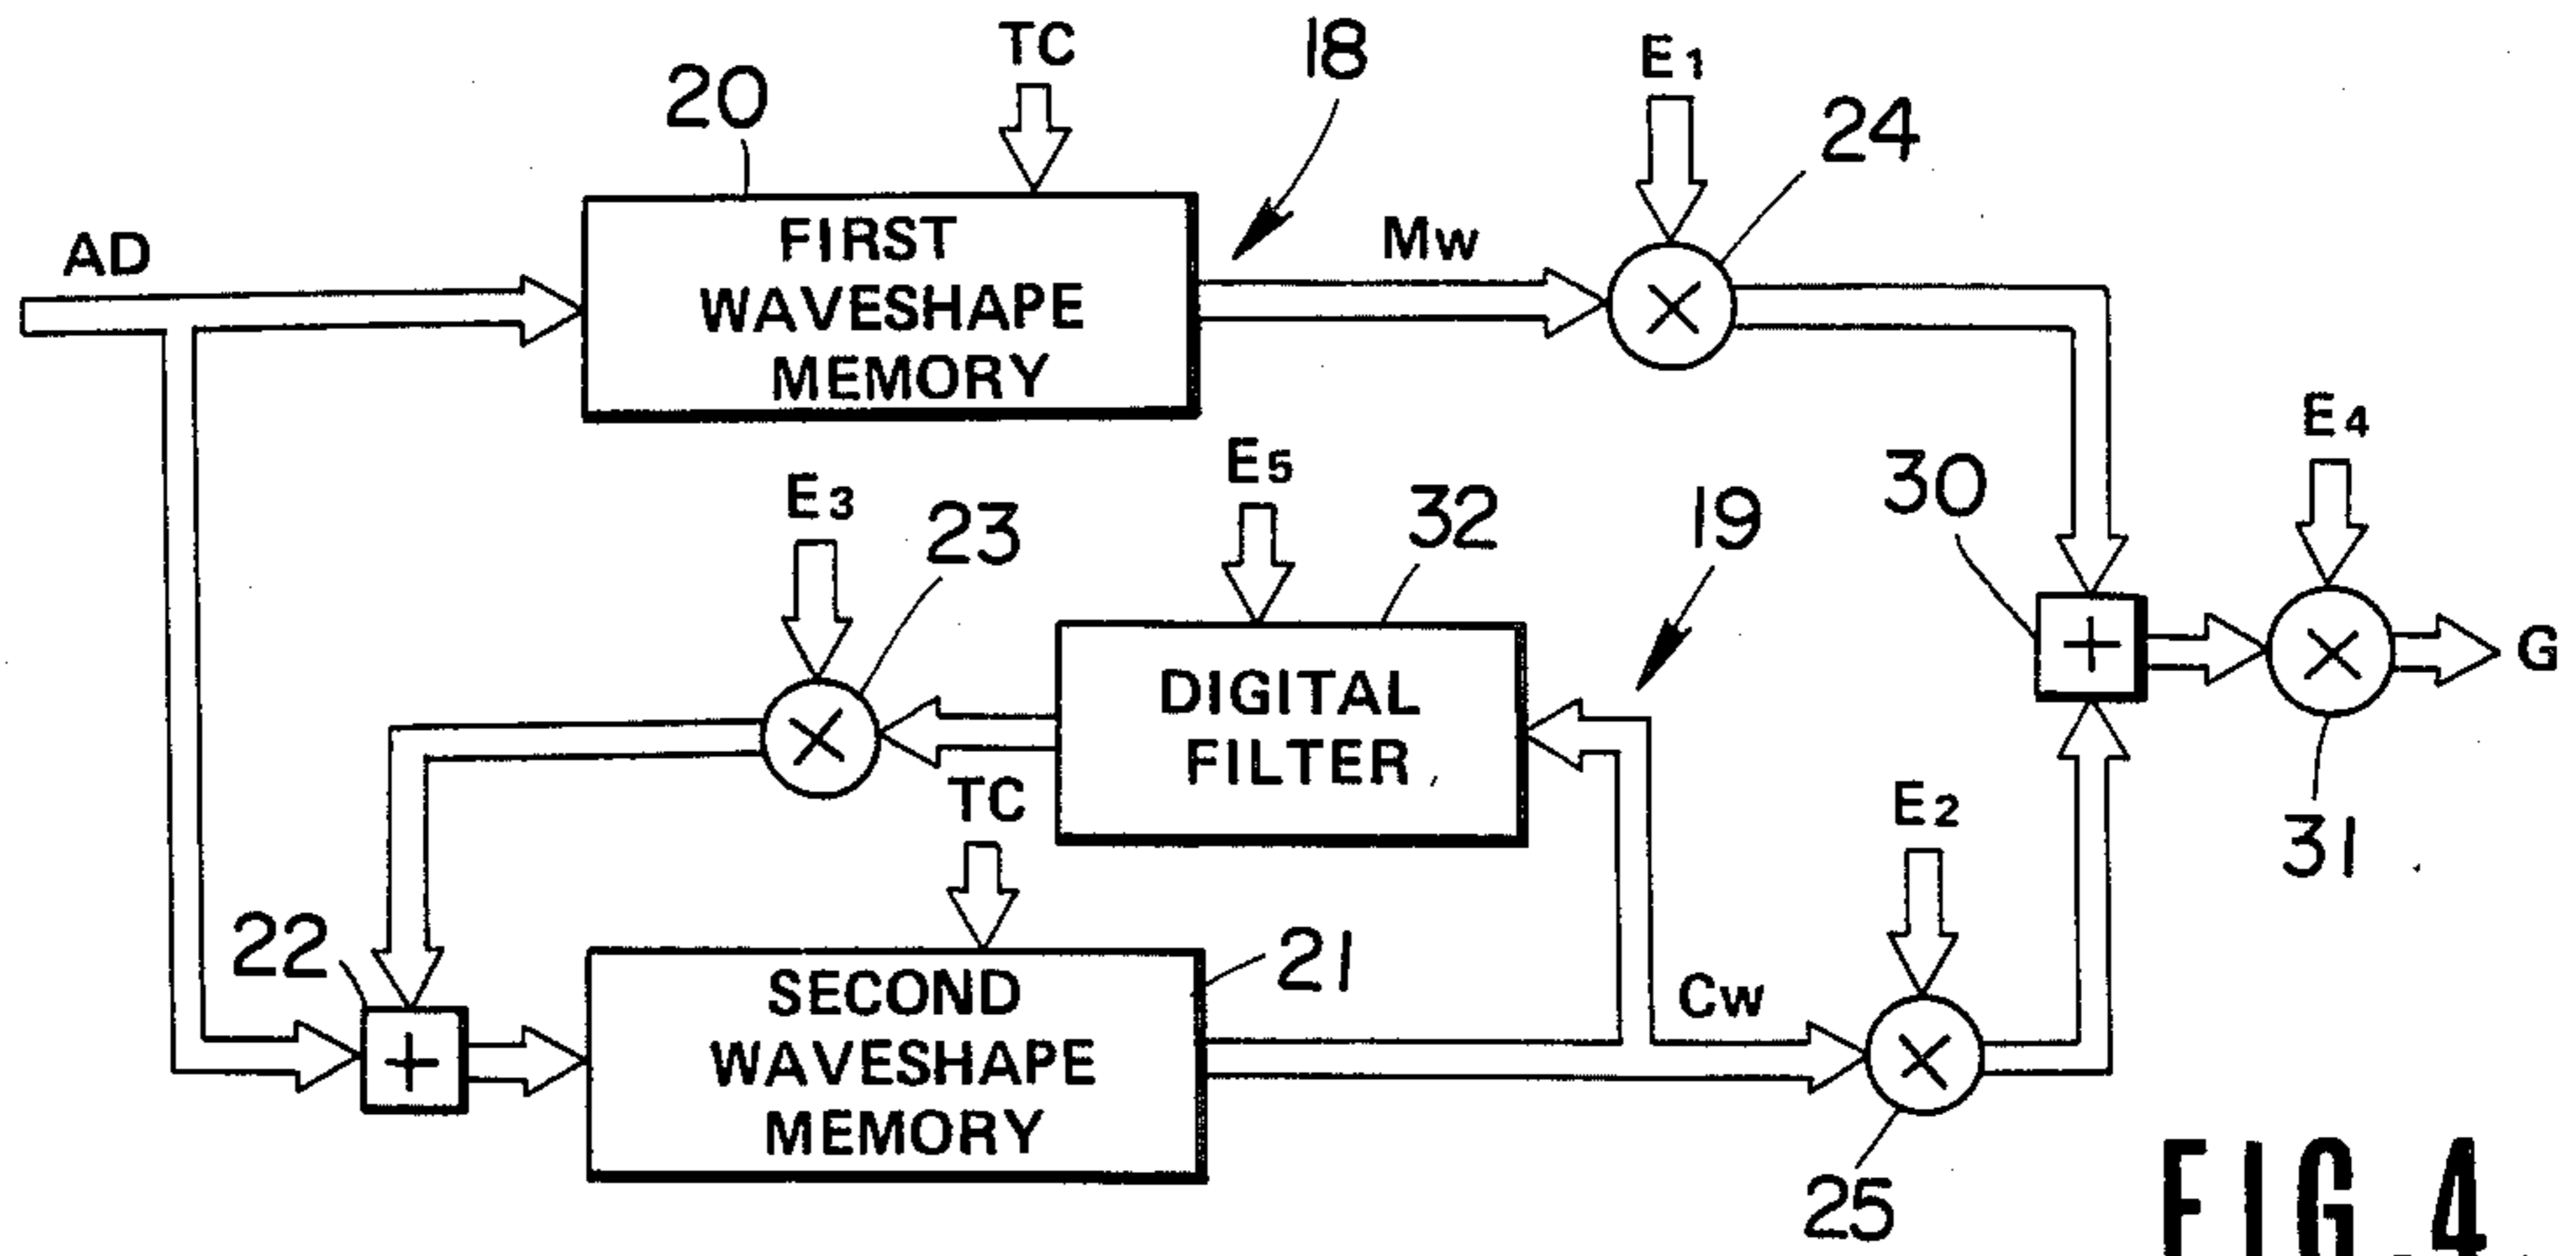 TC
18
E1
20
24
AD
FIRST
WAVESHAPE
MEMORY
Mw
E4
E5
30
E3
32
19
23
DIGITAL
FILTER
G
TC
E2
31
22
21
SECOND
WAVESHAPE
MEMORY
Cw
25
FIG.4